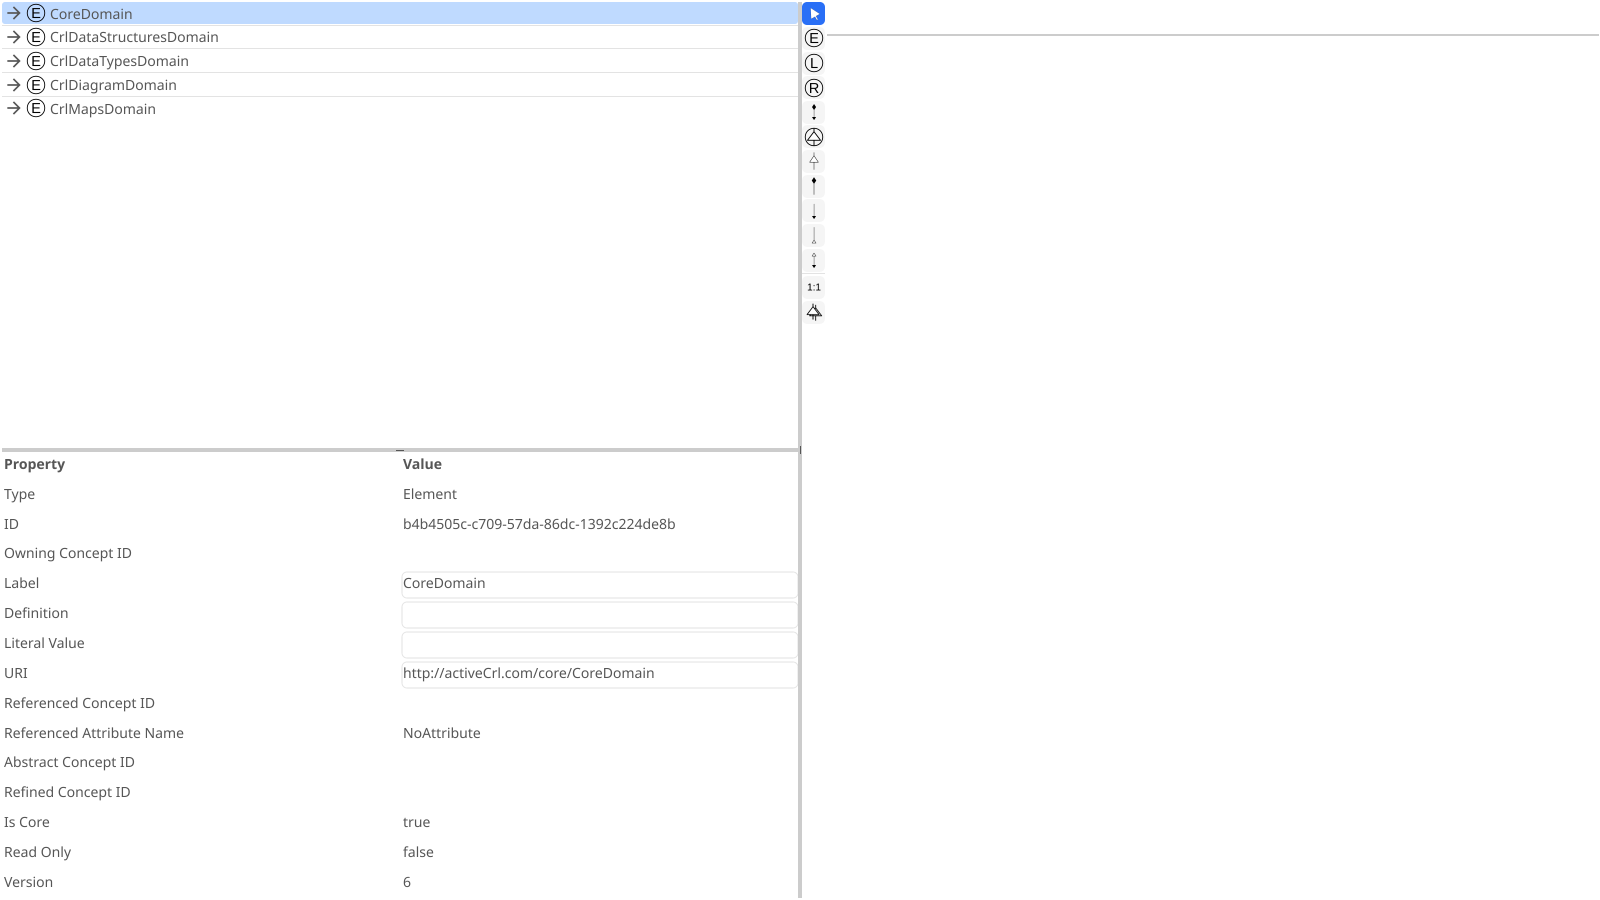 E CoreDomain
E CrlDataStructuresDomain
E CrlDataTypesDomain
E CrlDiagramDomain
E CrlMapsDomain
E
L
R
1:1
Property Value
Type Element
ID b4b4505c-c709-57da-86dc-1392c224de8b
Owning Concept ID
Label CoreDomain
Definition
Literal Value
URI http://activeCrl.com/core/CoreDomain
Referenced Concept ID
Referenced Attribute Name NoAttribute
Abstract Concept ID
Refined Concept ID
Is Core true
Read Only false
Version 6